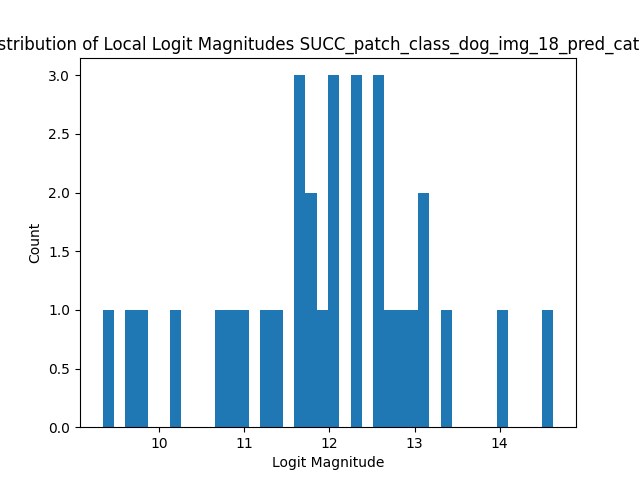 stribution of Local Logit Magnitudes SUCC_patch_class_dog_img_18_pred_cat
3.0
2.5
2.0
1.5
1.0
0.5
0.0
Count
10 11 12 13 14
Logit Magnitude